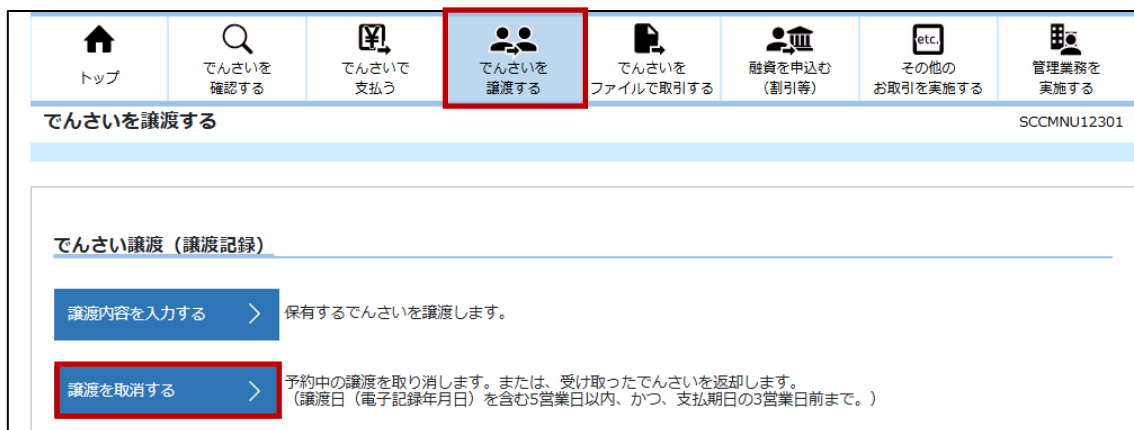 トップ
でんさいを
確認する
でんさいで
支払う
でんさいを
譲渡する
でんさいを
ファイルで取引する
融資を申込む
（割引等）
etc.
その他の
お取引を実施する
管理業務を
実施する
でんさいを譲渡する
SCCMNU12301
でんさい譲渡（譲渡記録）
譲渡内容を入力する
保有するでんさいを譲渡します。
譲渡を取消する
予約中の譲渡を取り消します。または、受け取ったでんさいを返却します。
（譲渡日（電子記録年月日）を含む5営業日以内、かつ、支払期日の3営業日前まで。）